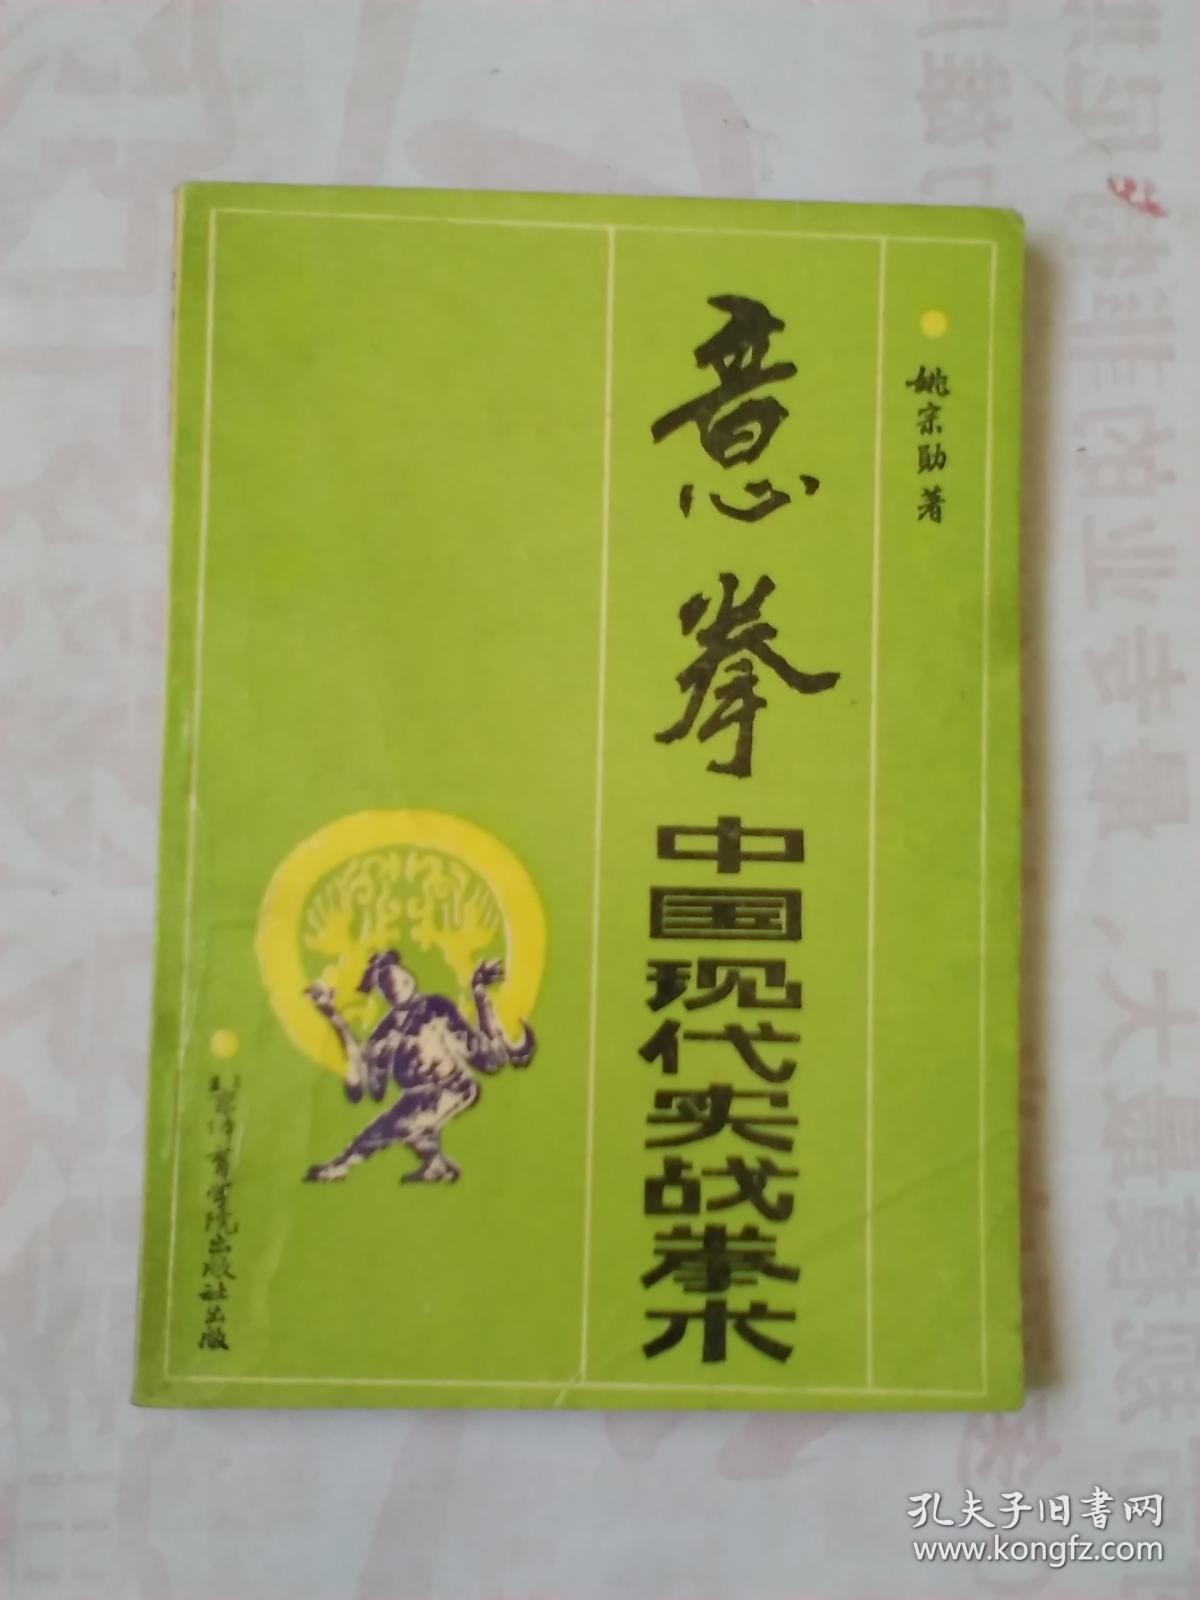 姚宗勋著
意拳
中国现代实战拳术
北京体育学院出版社出版
孔夫子旧书网
www.kongfz.com